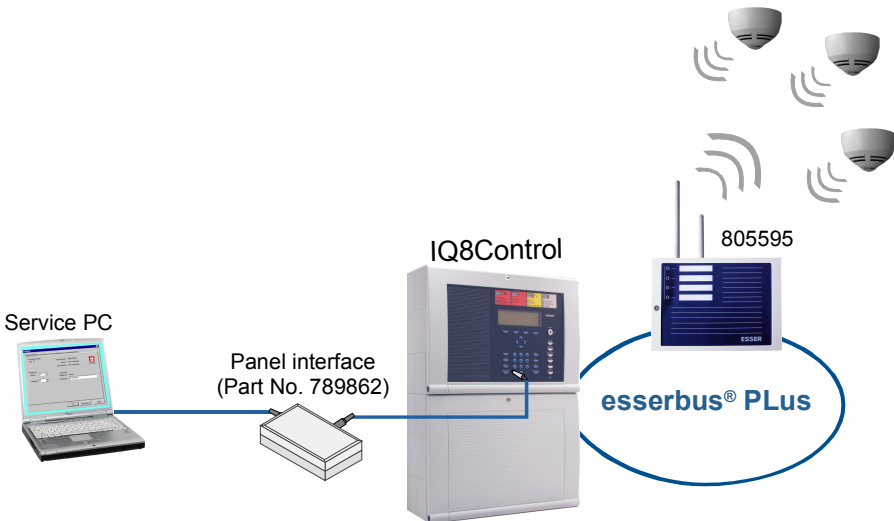 805595
IQ8Control
Service PC
Panel interface
(Part No. 789862)
ESSER
esserbus® PLus